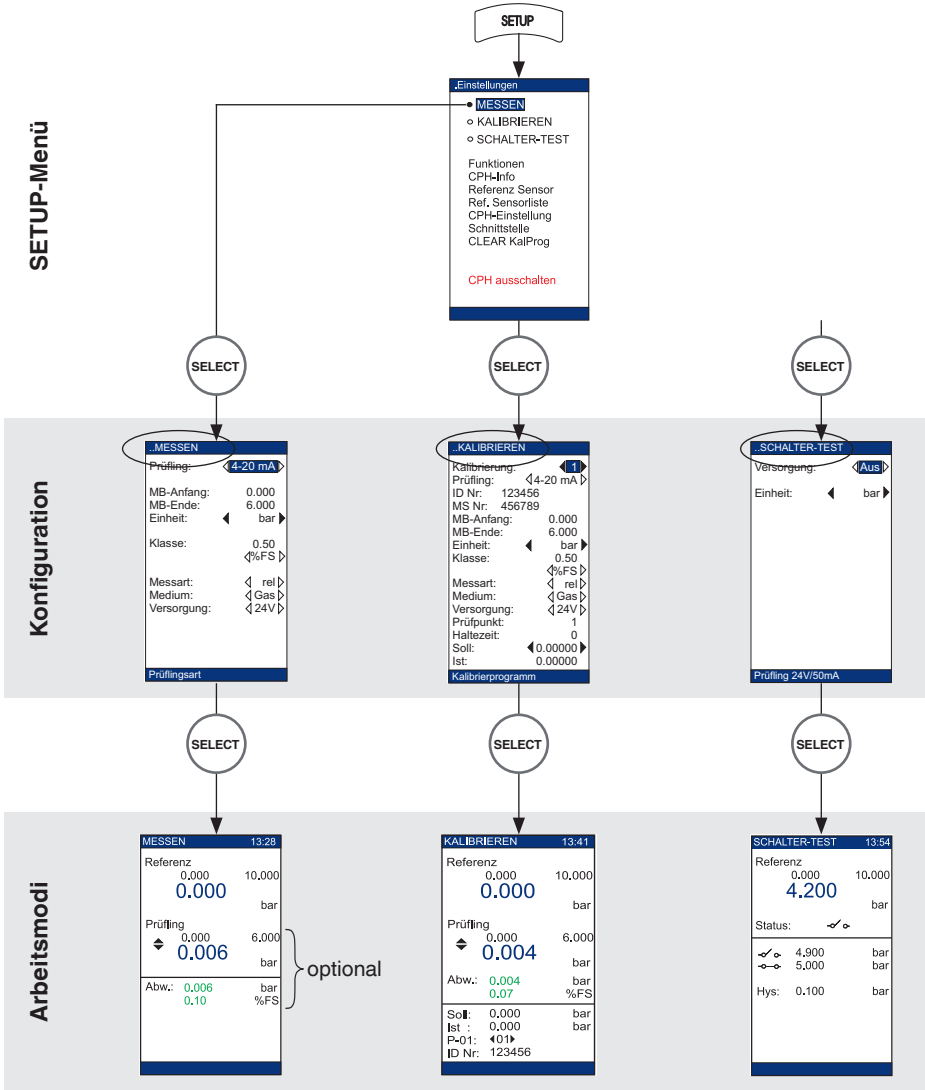 SETUP
SETUP-Menü
.Einstellungen
MESSEN
KALIBRIEREN
SCHALTER-TEST
Funktionen
CPH-Info
Referenz Sensor
Ref. Sensorliste
CPH-Einstellung
Schnittstelle
CLEAR KalProg
CPH ausschalten
SELECT
SELECT
SELECT
Konfiguration
..MESSEN
Prüfling: 4-20 mA
MB-Anfang: 0.000
MB-Ende: 6.000
Einheit: bar
Klasse: 0.50
%FS
Messart: rel
Medium: Gas
Versorgung: 24V
Prüflingsart
..KALIBRIEREN
Kalibrierung: 1
Prüfling: 4-20 mA
ID Nr: 123456
MS Nr: 456789
MB-Anfang: 0.000
MB-Ende: 6.000
Einheit: bar
Klasse: 0.50
%FS
Messart: rel
Medium: Gas
Versorgung: 24V
Prüfpunkt: 1
Haltezeit: 0
Soll: 0.00000
Ist: 0.00000
Kalibrierprogramm
..SCHALTER-TEST
Versorgung: Aus
Einheit: bar
Prüfling 24V/50mA
SELECT
SELECT
SELECT
Arbeitsmodi
MESSEN 13:28
Referenz
0.000 10.000
0.000
bar
Prüfling
0.000 6.000
0.006
bar
Abw.: 0.006 bar
0.10 %FS
optional
KALIBRIEREN 13:41
Referenz
0.000 10.000
0.000
bar
Prüfling
0.000 6.000
0.004
bar
Abw.: 0.004 bar
0.07 %FS
Soll: 0.000 bar
Ist : 0.000 bar
P-01: 01
ID Nr: 123456
SCHALTER-TEST 13:54
Referenz
0.000 10.000
4.200
bar
Status:
4.900 bar
5.000 bar
Hys: 0.100 bar